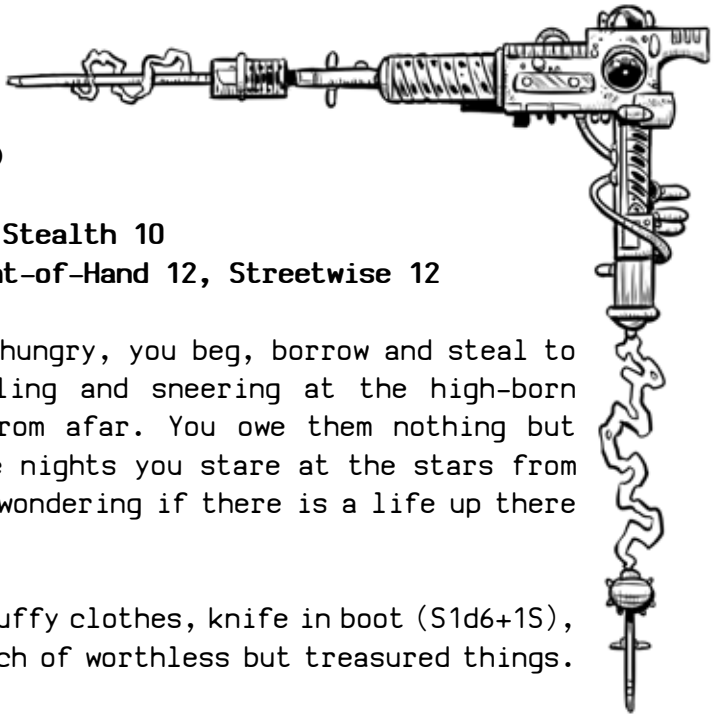 )
Stealth 10
t-of-Hand 12, Streetwise 12
hungry, you beg, borrow and steal to
ling and sneering at the high-born
rom afar. You owe them nothing but
e nights you stare at the stars from
wondering if there is a life up there
uffy clothes, knife in boot (S1d6+1S),
ch of worthless but treasured things.